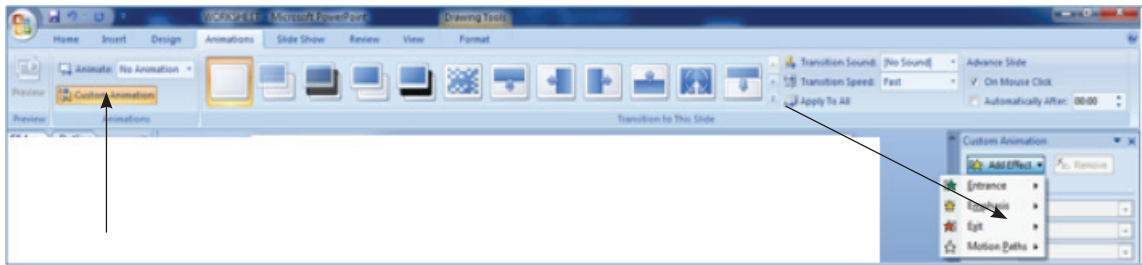 WORKSHEET - Microsoft PowerPoint Drawing Tools
Home Insert Design Animations Slide Show Review View Format
Animate: No Animation Transition Sound: [No Sound] Advance Slide
Preview Custom Animation Transition Speed: Fast On Mouse Click
Apply To All Automatically After: 00:00
Preview Animations Transition to This Slide
Custom Animation
Add Effect Remove
Entrance
Emphasis
Exit
Motion Paths